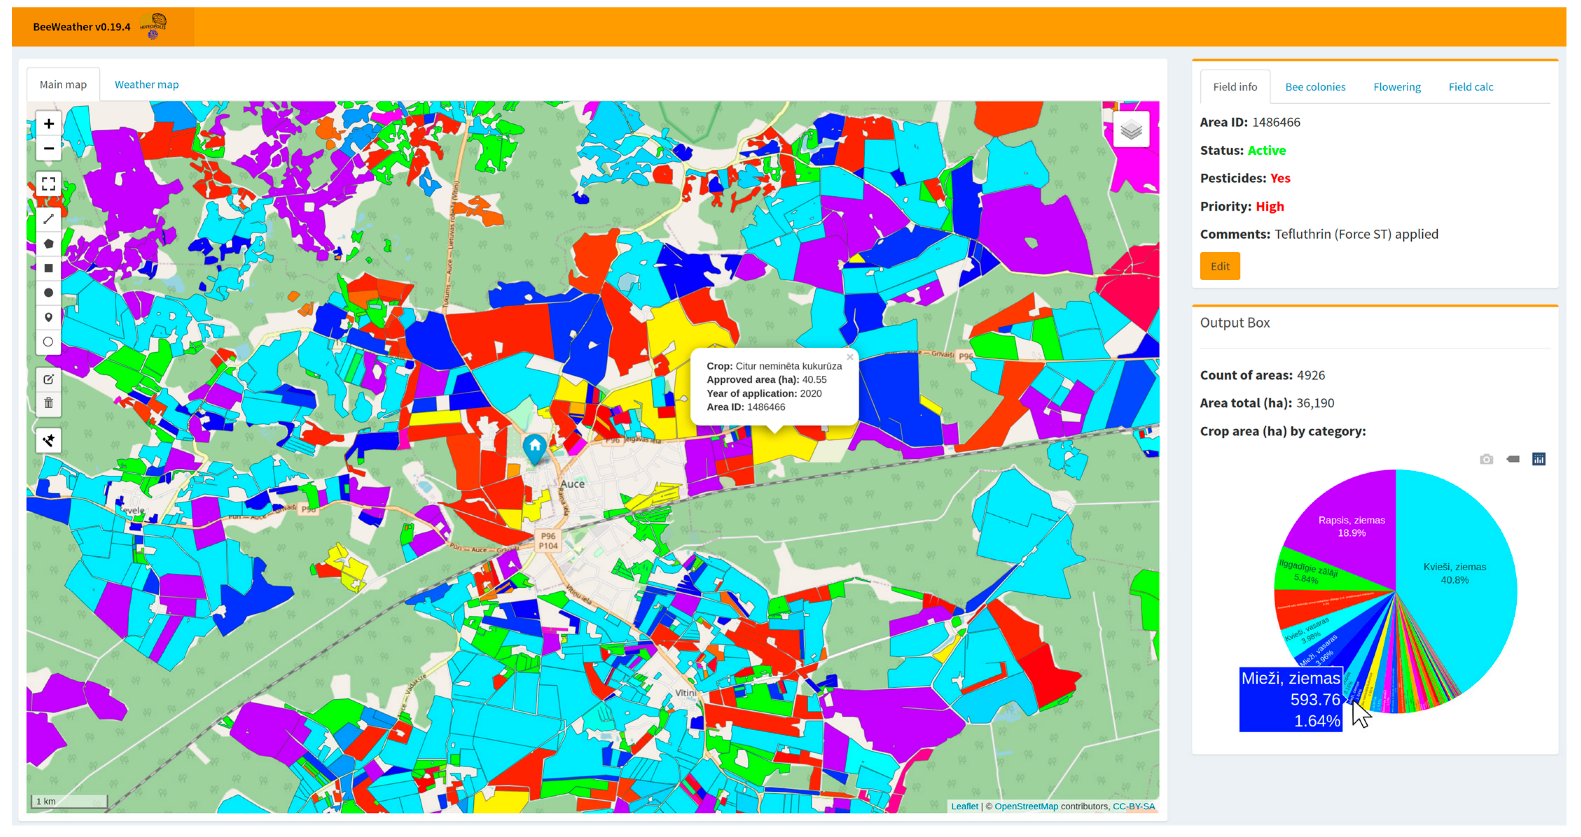 BeeWeather v0.19.4
Main map
Weather map
+
−
Crop: Citur neminēta kukurūza
Approved area (ha): 40.55
Year of application: 2020
Area ID: 1486466
×
P96
P96
Auce
P96
P104
Vītiņi
1 km
Leaflet | © OpenStreetMap contributors, CC-BY-SA
Field info
Bee colonies
Flowering
Field calc
Area ID: 1486466
Status: Active
Pesticides: Yes
Priority: High
Comments: Tefluthrin (Force ST) applied
Edit
Output Box
Count of areas: 4926
Area total (ha): 36,190
Crop area (ha) by category:
Rapsis, ziemas
18.9%
Kvieši, ziemas
40.8%
Ilggadīgie zālāji
5.84%
Kvieši, vasaras
3.98%
Mieži, vasaras
3.96%
Mieži, ziemas
593.76
1.64%